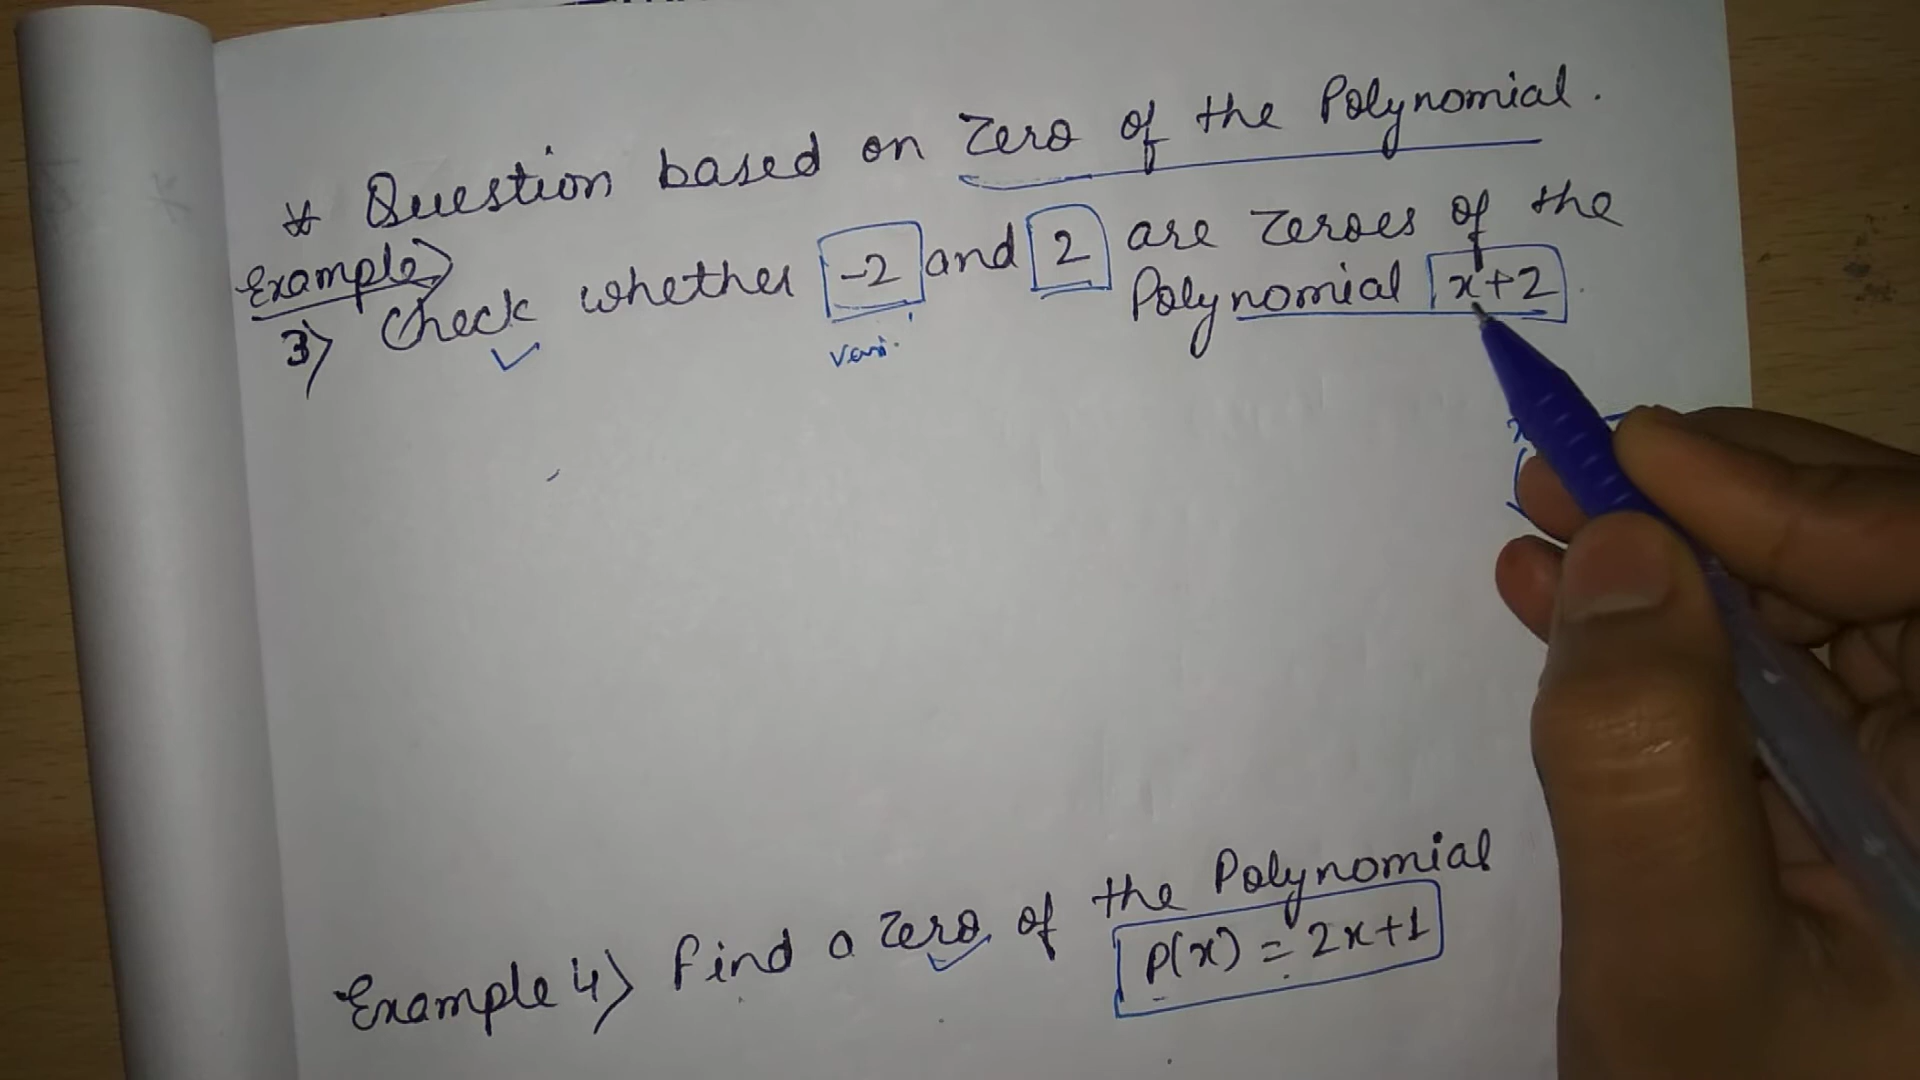 * Question based on Zero of the Polynomial.
Example
3) Check whether -2 and 2 are zeroes of the
Polynomial x+2.
vari.
Example 4) find a zero of the Polynomial
P(x) = 2x+1